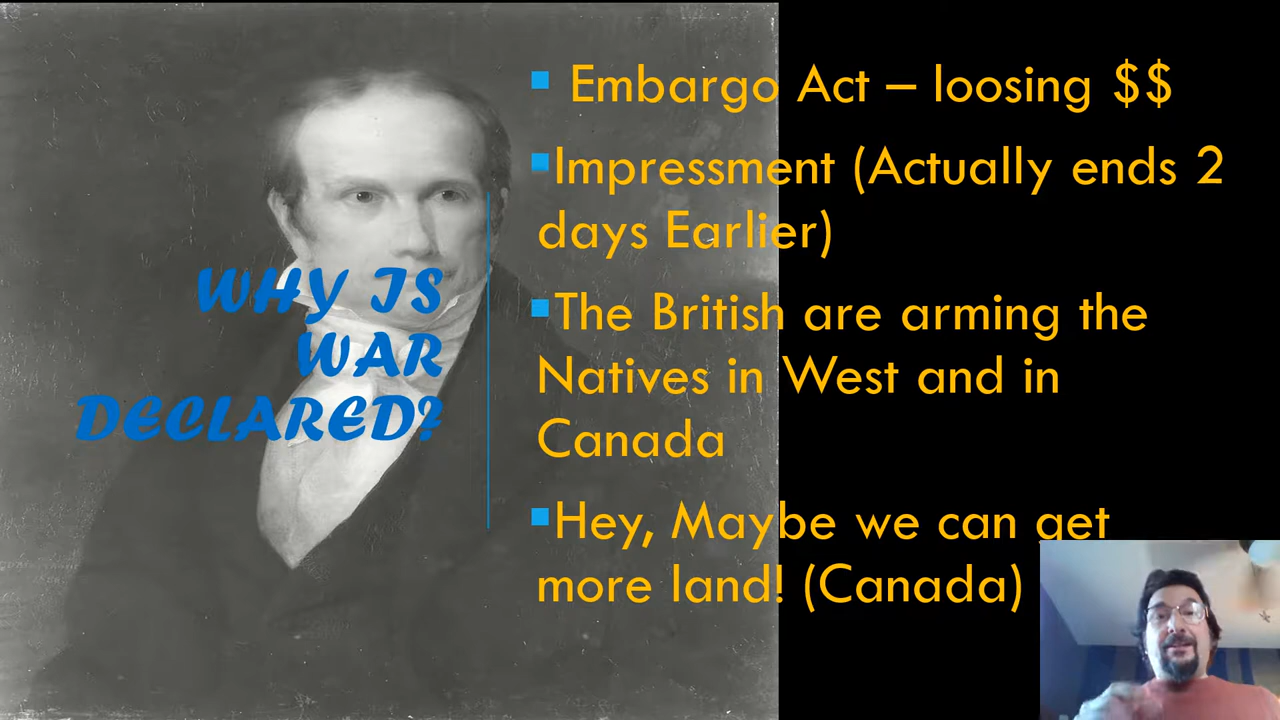 WHY IS
WAR
DECLARED?
Embargo Act – loosing $$
Impressment (Actually ends 2
days Earlier)
The British are arming the
Natives in West and in
Canada
Hey, Maybe we can get
more land! (Canada)